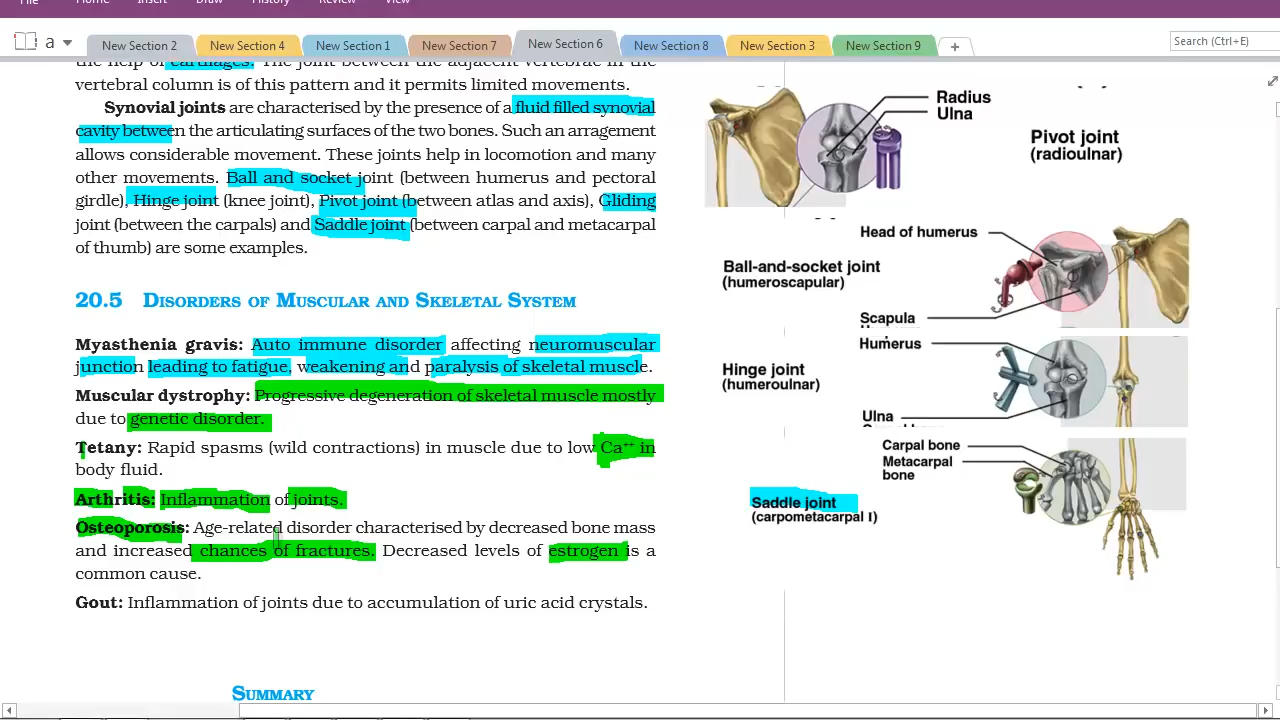 File Home Insert Draw History Review View
a New Section 2 New Section 4 New Section 1 New Section 7 New Section 6 New Section 8 New Section 3 New Section 9 + Search (Ctrl+E)
the help of cartilages. The joint between the adjacent vertebrae in the
vertebral column is of this pattern and it permits limited movements.
Synovial joints are characterised by the presence of a fluid filled synovial
cavity between the articulating surfaces of the two bones. Such an arragement
allows considerable movement. These joints help in locomotion and many
other movements. Ball and socket joint (between humerus and pectoral
girdle), Hinge joint (knee joint), Pivot joint (between atlas and axis), Gliding
joint (between the carpals) and Saddle joint (between carpal and metacarpal
of thumb) are some examples.
20.5 DISORDERS OF MUSCULAR AND SKELETAL SYSTEM
Myasthenia gravis: Auto immune disorder affecting neuromuscular
junction leading to fatigue, weakening and paralysis of skeletal muscle.
Muscular dystrophy: Progressive degeneration of skeletal muscle mostly
due to genetic disorder.
Tetany: Rapid spasms (wild contractions) in muscle due to low Ca++ in
body fluid.
Arthritis: Inflammation of joints.
Osteoporosis: Age-related disorder characterised by decreased bone mass
and increased chances of fractures. Decreased levels of estrogen is a
common cause.
Gout: Inflammation of joints due to accumulation of uric acid crystals.
SUMMARY
Radius
Ulna
Pivot joint
(radioulnar)
Head of humerus
Ball-and-socket joint
(humeroscapular)
Scapula
Humerus
Hinge joint
(humeroulnar)
Ulna
Carpal bone
Metacarpal
bone
Saddle joint
(carpometacarpal I)